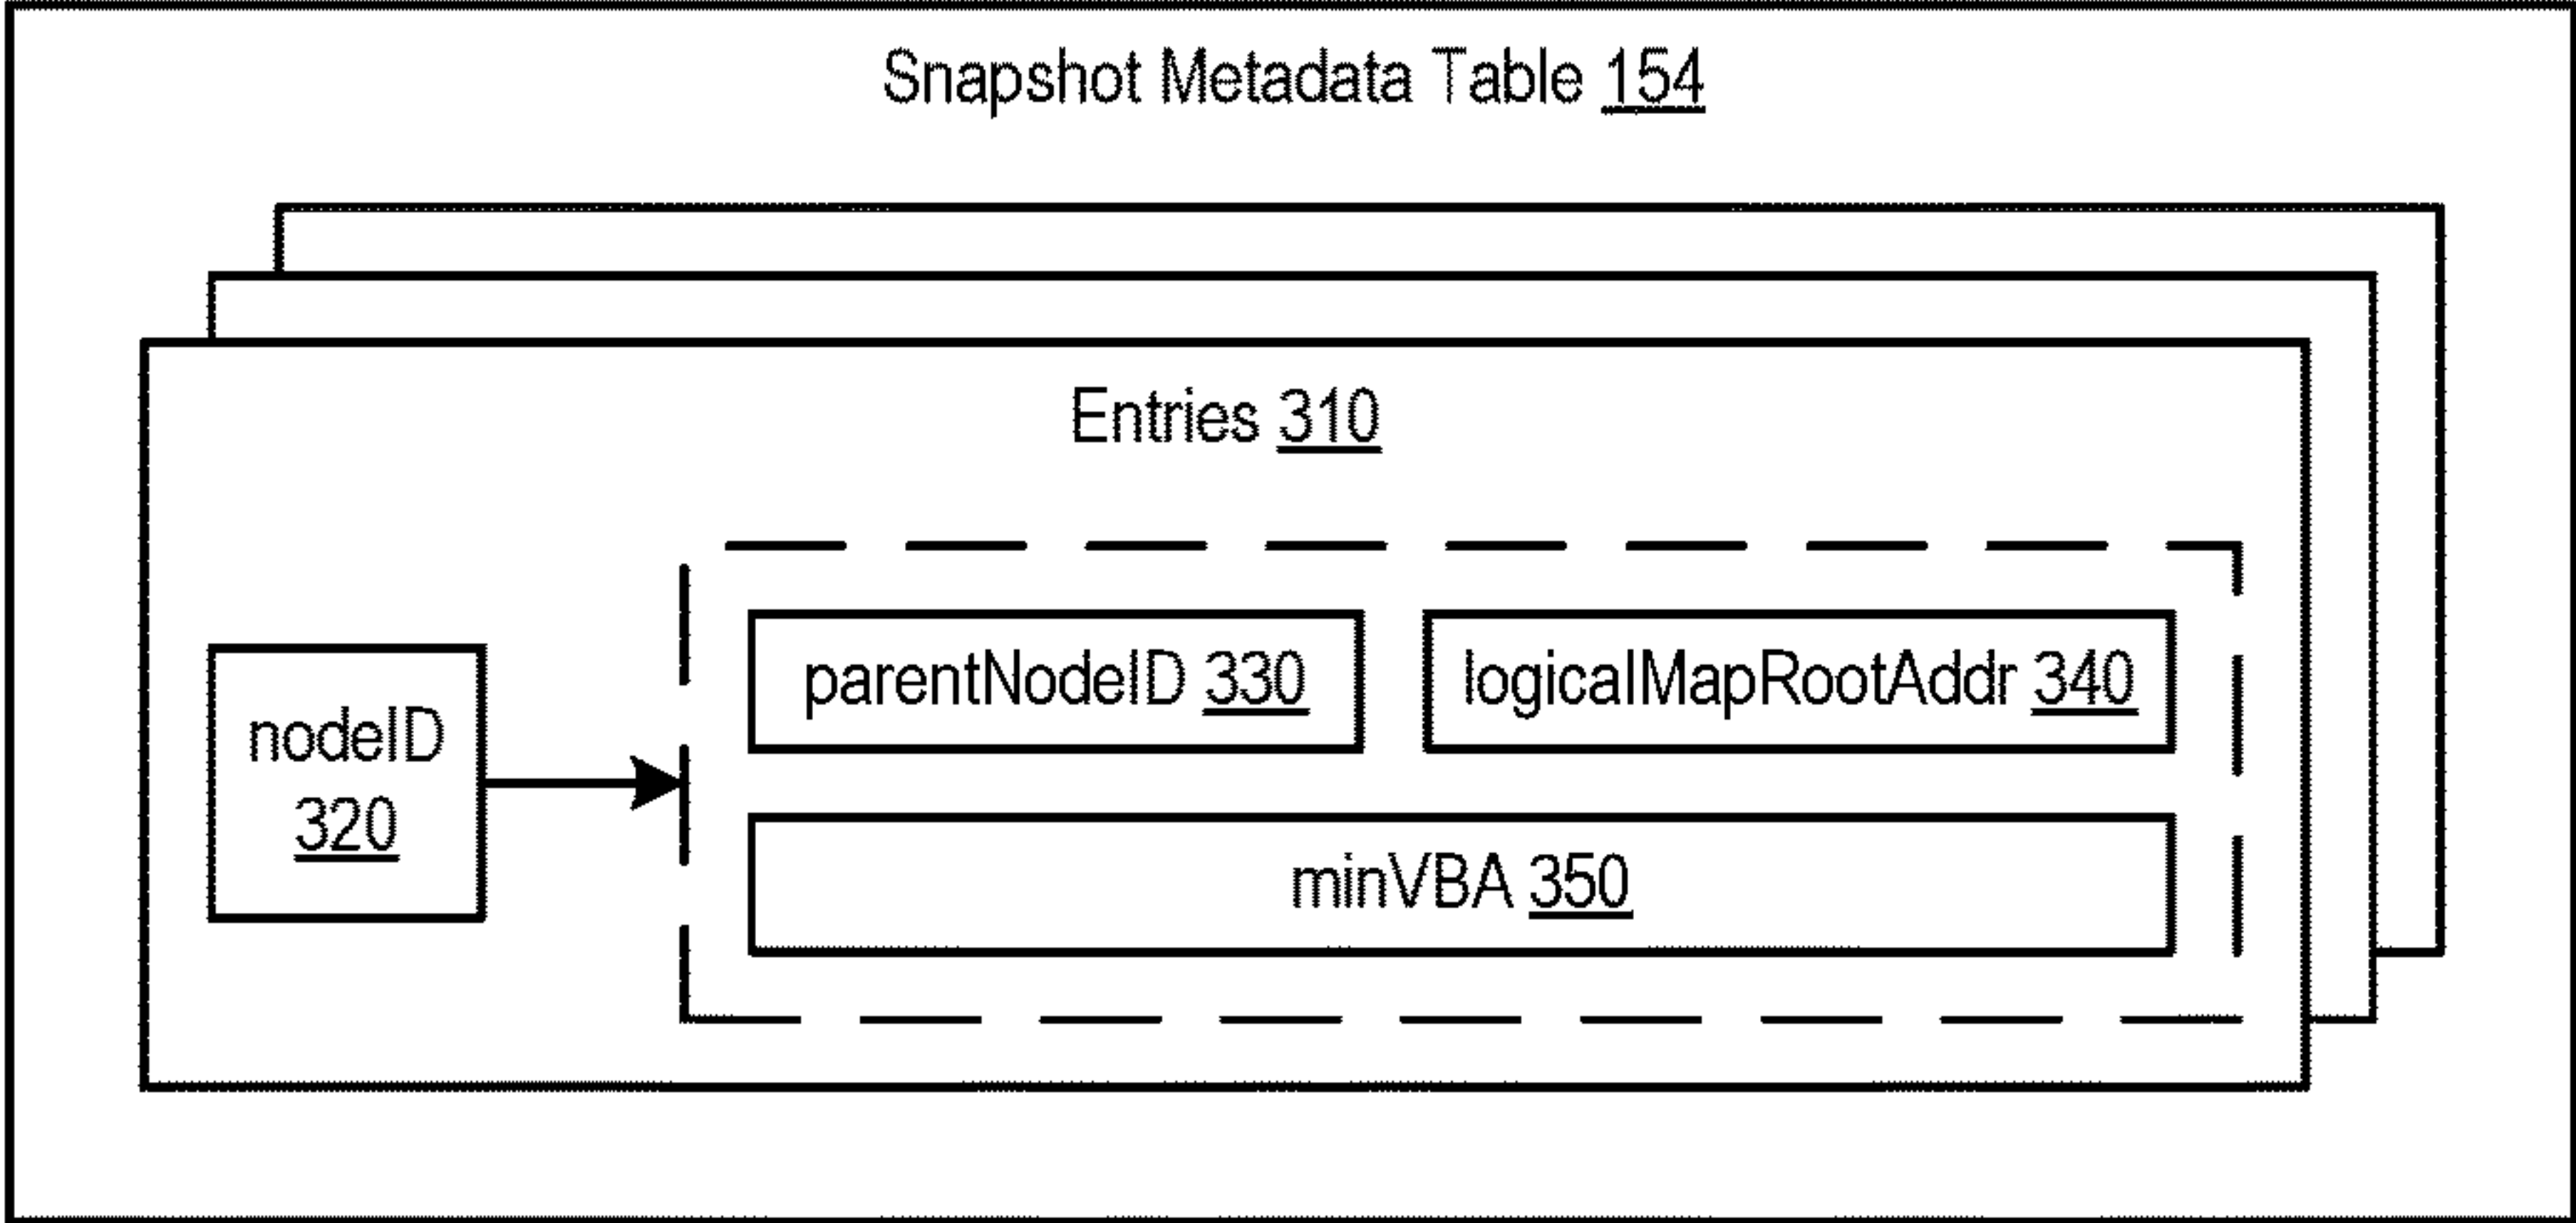 Snapshot Metadata Table 154
Entries 310
nodeID
320
parentNodeID 330
logicalMapRootAddr 340
minVBA 350